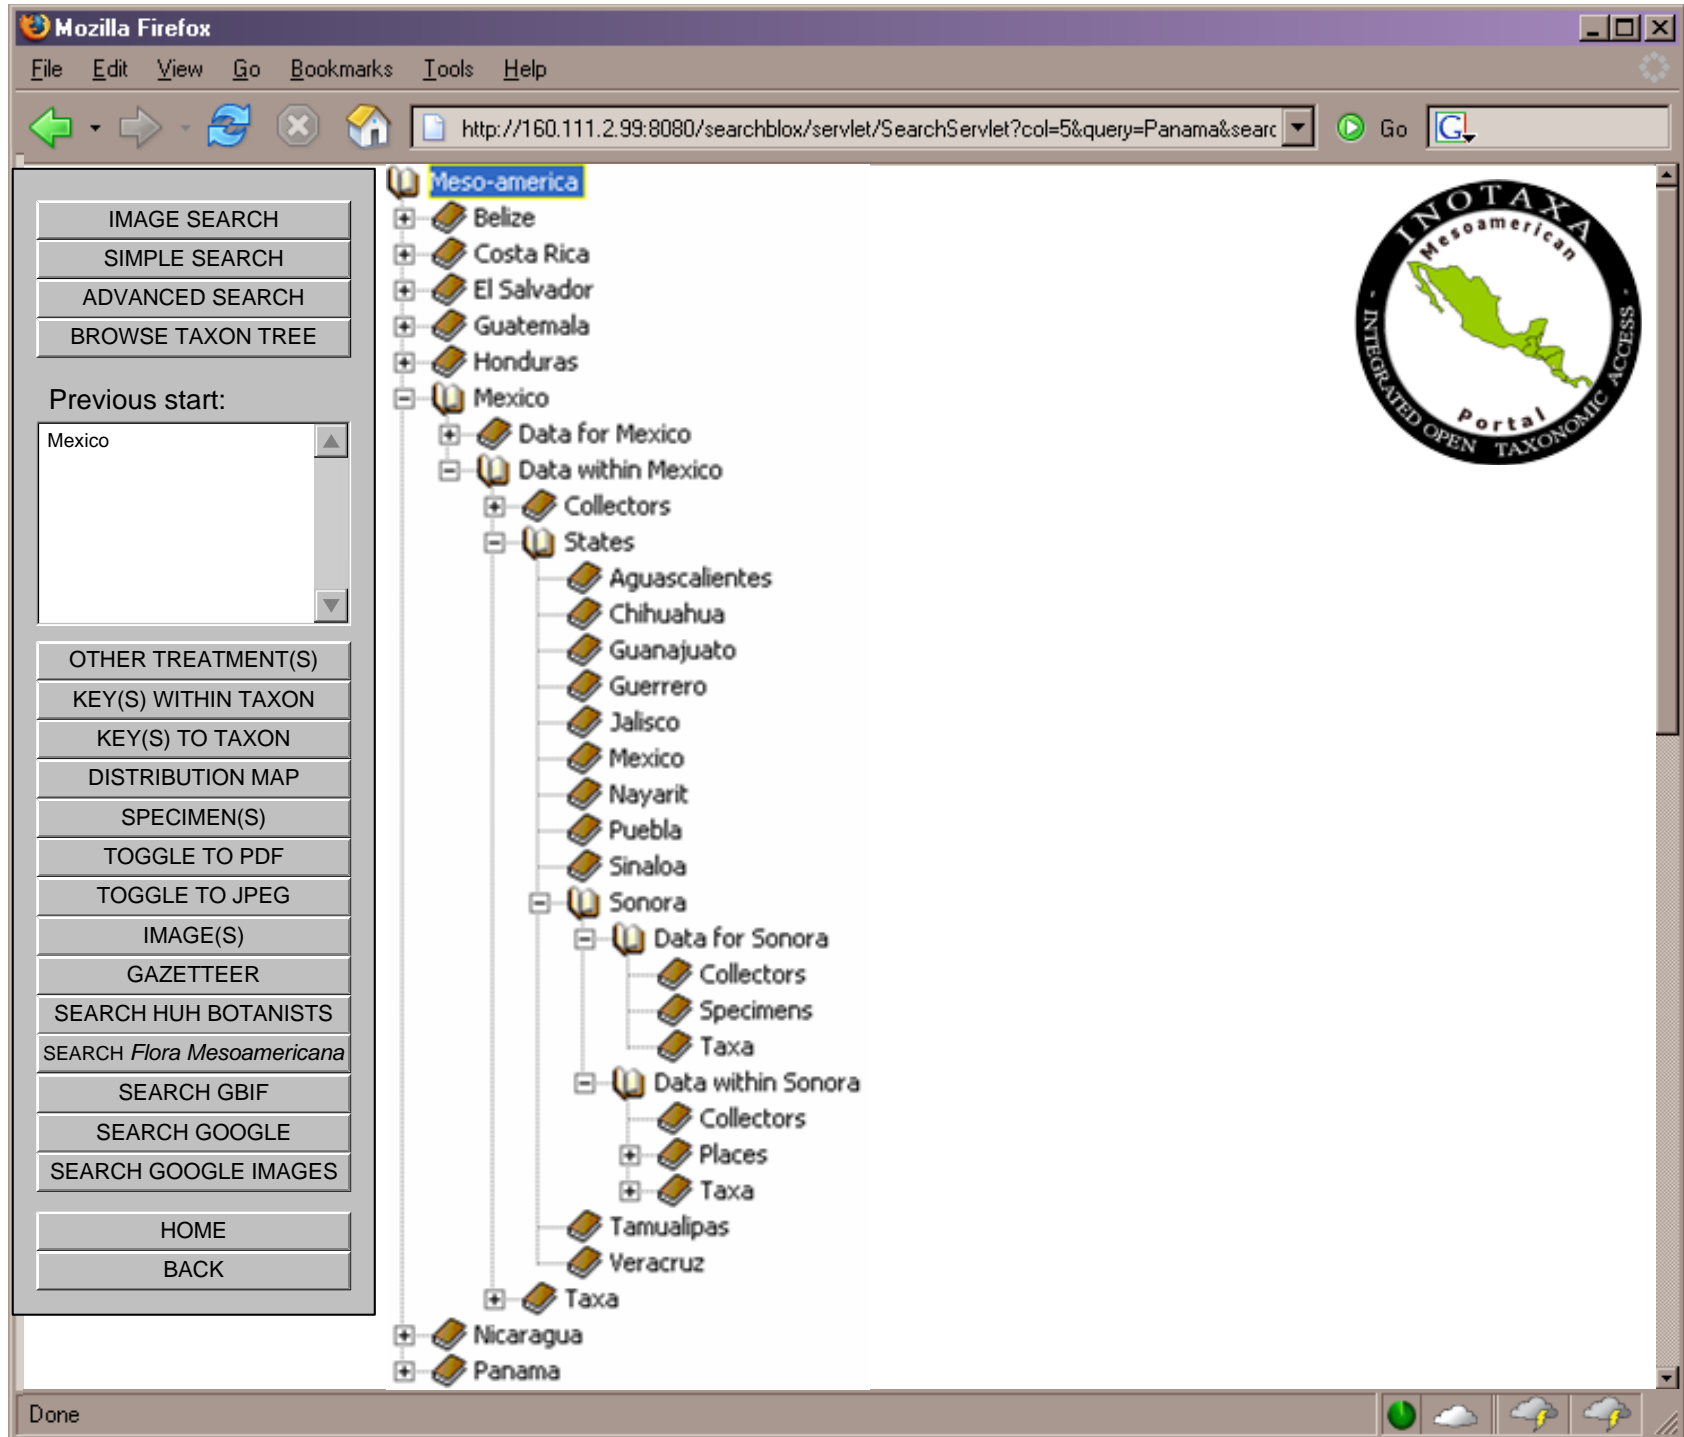 Mozilla Firefox
File Edit View Go Bookmarks Tools Help
http://160.111.2.99:8080/searchblox/servlet/SearchServlet?col=5&query=Panama&searc
Go
G
IMAGE SEARCH
SIMPLE SEARCH
ADVANCED SEARCH
BROWSE TAXON TREE
Previous start:
Mexico
OTHER TREATMENT(S)
KEY(S) WITHIN TAXON
KEY(S) TO TAXON
DISTRIBUTION MAP
SPECIMEN(S)
TOGGLE TO PDF
TOGGLE TO JPEG
IMAGE(S)
GAZETTEER
SEARCH HUH BOTANISTS
SEARCH Flora Mesoamericana
SEARCH GBIF
SEARCH GOOGLE
SEARCH GOOGLE IMAGES
HOME
BACK
Meso-america
Belize
Costa Rica
El Salvador
Guatemala
Honduras
Mexico
Data for Mexico
Data within Mexico
Collectors
States
Aguascalientes
Chihuahua
Guanajuato
Guerrero
Jalisco
Mexico
Nayarit
Puebla
Sinaloa
Sonora
Data for Sonora
Collectors
Specimens
Taxa
Data within Sonora
Collectors
Places
Taxa
Tamualipas
Veracruz
Taxa
Nicaragua
Panama
INOTAXA
Mesoamerican
Portal
- INTEGRATED OPEN TAXONOMIC ACCESS -
Done